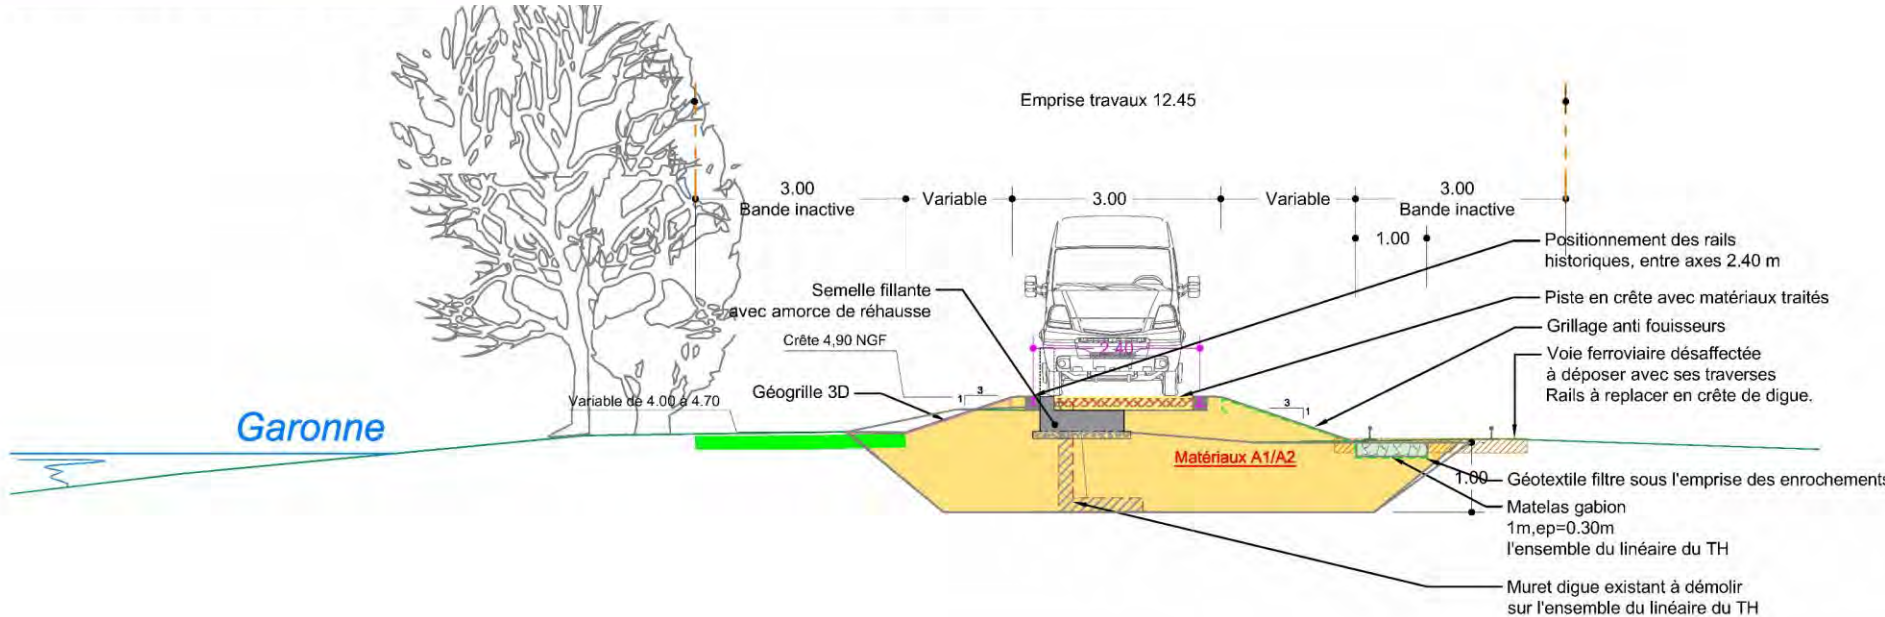 Emprise travaux 12.45
3.00
Bande inactive
Variable
3.00
Variable
3.00
Bande inactive
1.00
Positionnement des rails
historiques, entre axes 2.40 m
Semelle fillante
avec amorce de réhausse
Piste en crête avec matériaux traités
Grillage anti fouisseurs
Crête 4,90 NGF
2.40
Voie ferroviaire désaffectée
à déposer avec ses traverses
Rails à replacer en crête de digue.
Géogrille 3D
3
1
3
1
Variable de 4.00 à 4.70
Garonne
Matériaux A1/A2
1.00
Géotextile filtre sous l'emprise des enrochements
Matelas gabion
1m,ep=0.30m
l'ensemble du linéaire du TH
Muret digue existant à démolir
sur l'ensemble du linéaire du TH